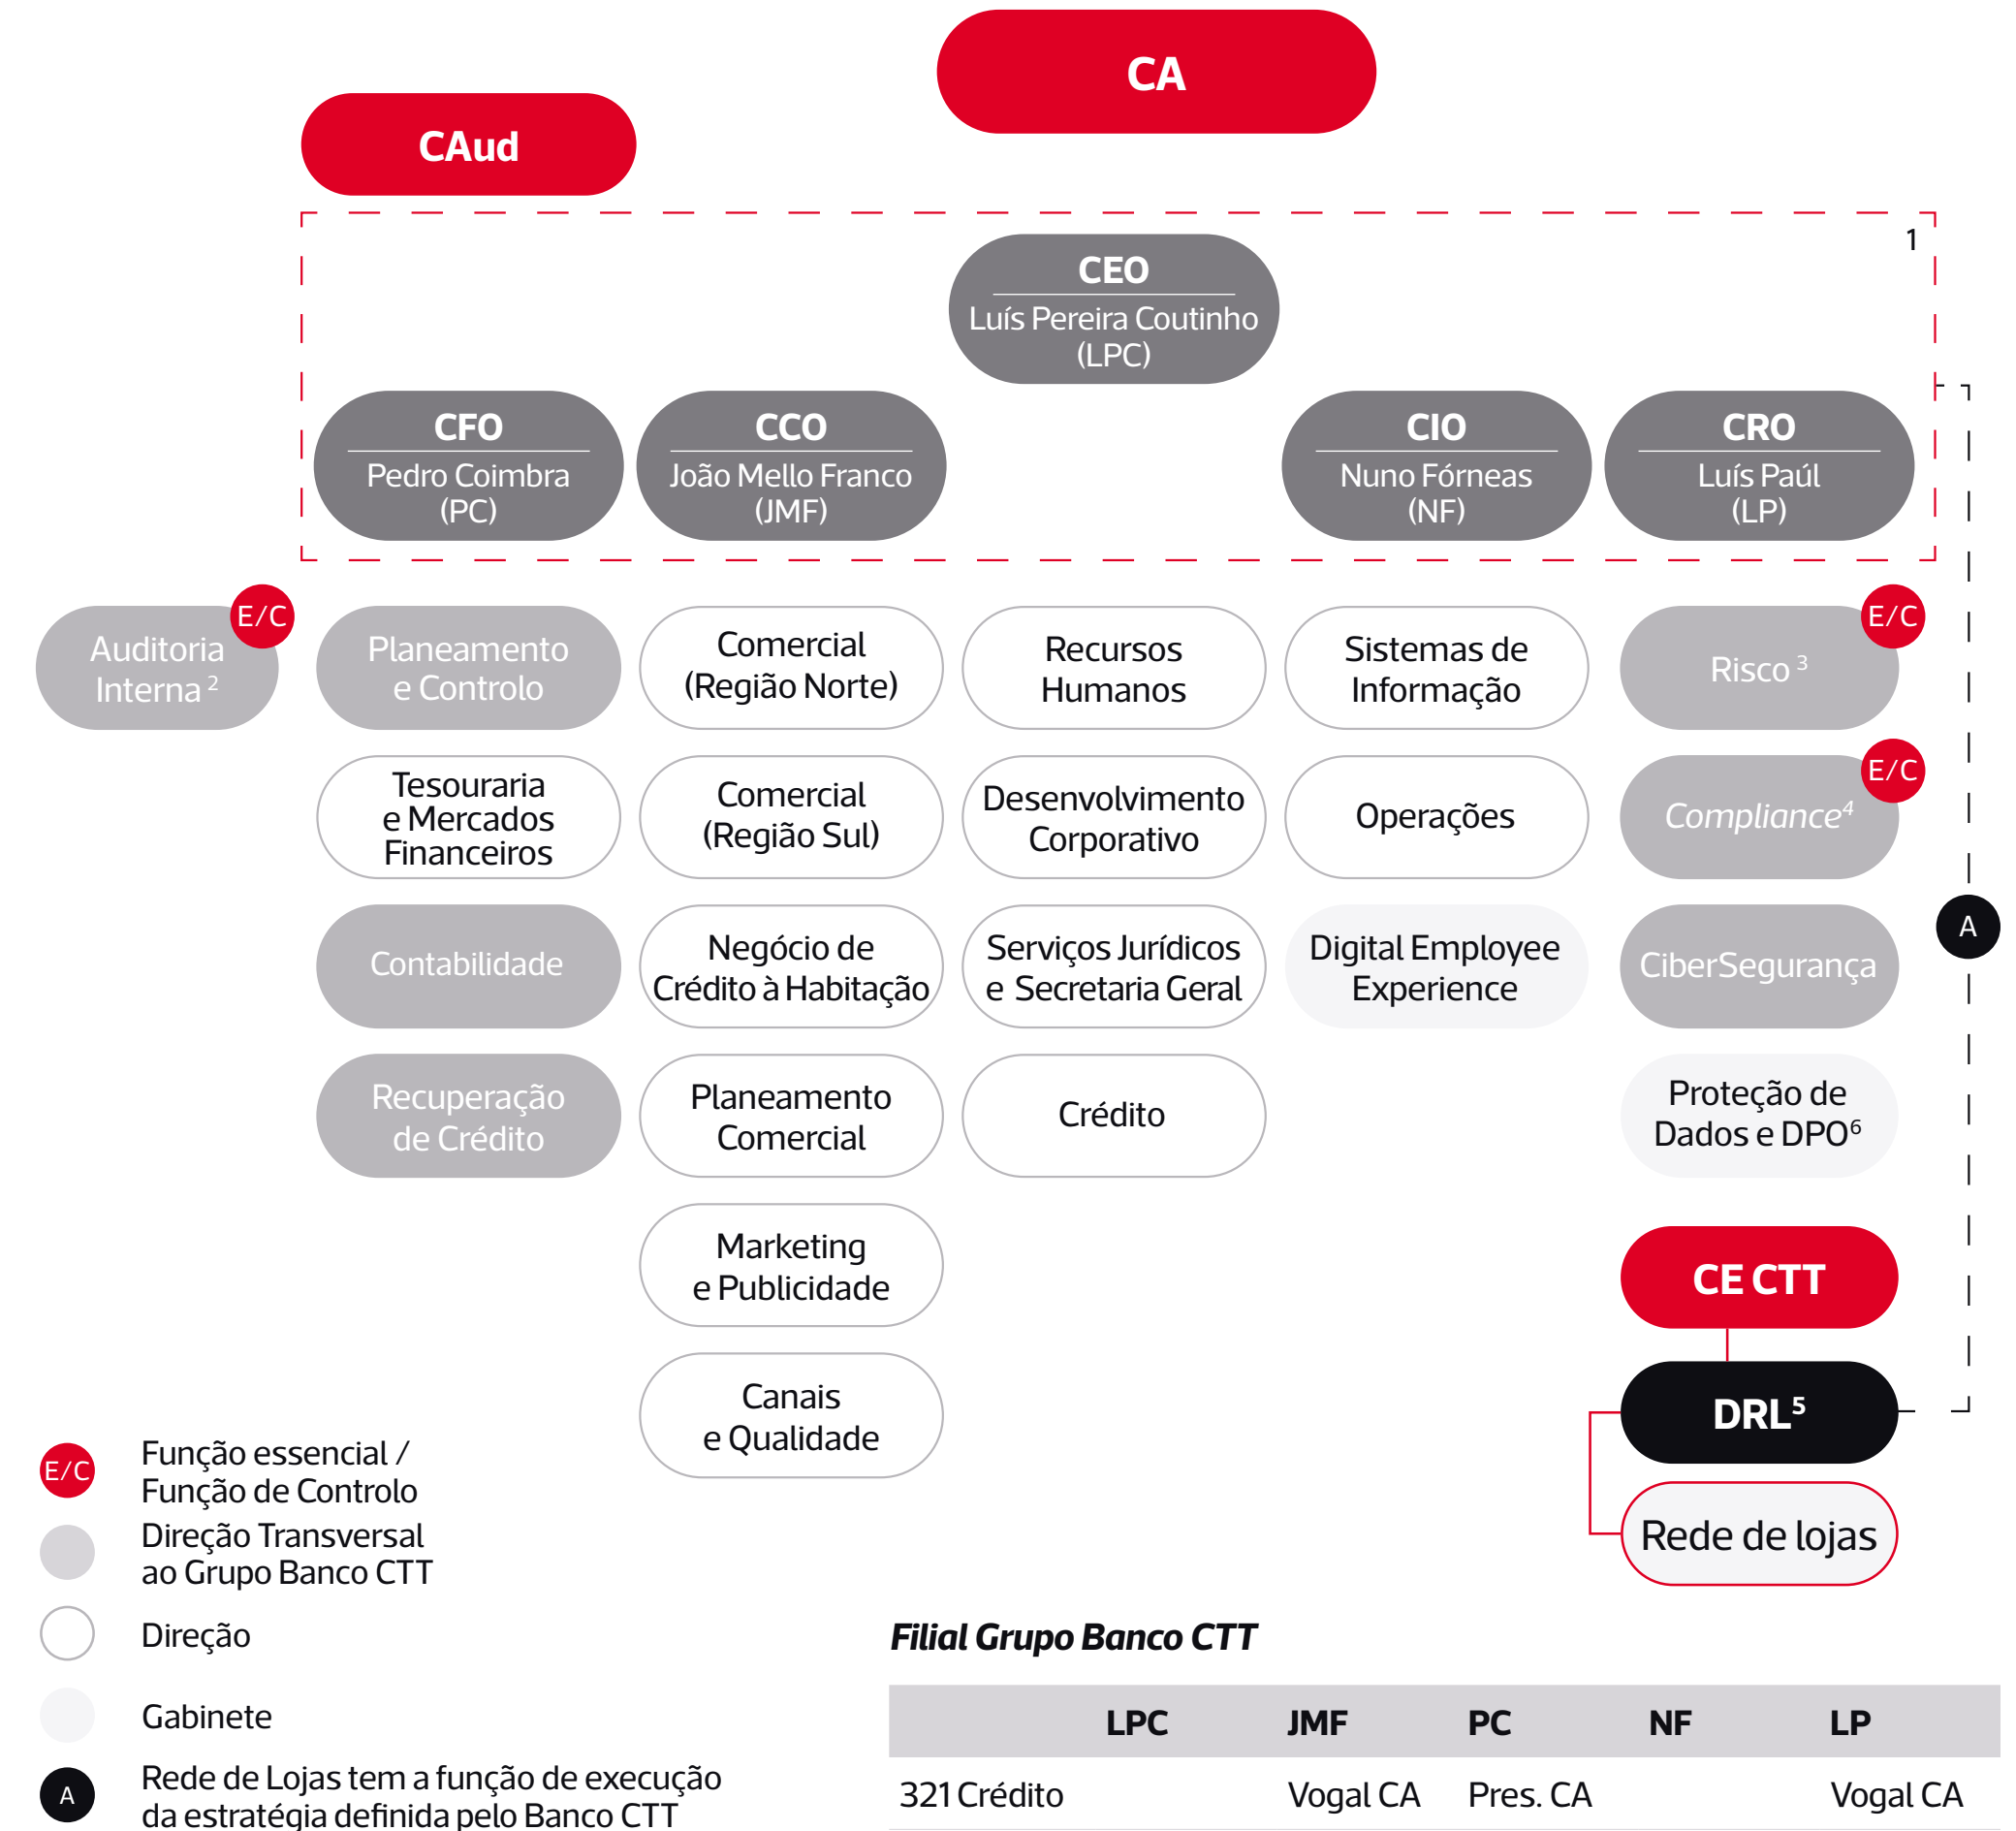 CA
CAud
1
CEO
Luís Pereira Coutinho
(LPC)
CFO
Pedro Coimbra
(PC)
CCO
João Mello Franco
(JMF)
CIO
Nuno Fórneas
(NF)
CRO
Luís Paúl
(LP)
E/C
Auditoria
Interna 2
Planeamento
e Controlo
Comercial
(Região Norte)
Recursos
Humanos
Sistemas de
Informação
E/C
Risco 3
Tesouraria
e Mercados
Financeiros
Comercial
(Região Sul)
Desenvolvimento
Corporativo
Operações
E/C
Compliance4
Contabilidade
Negócio de
Crédito à Habitação
Serviços Jurídicos
e Secretaria Geral
Digital Employee
Experience
CiberSegurança
A
Recuperação
de Crédito
Planeamento
Comercial
Crédito
Proteção de
Dados e DPO6
Marketing
e Publicidade
CE CTT
Canais
e Qualidade
DRL5
Rede de lojas
E/C
Função essencial /
Função de Controlo
Direção Transversal
ao Grupo Banco CTT
Direção
Gabinete
A
Rede de Lojas tem a função de execução
da estratégia definida pelo Banco CTT
Filial Grupo Banco CTT
LPC JMF PC NF LP
321 Crédito Vogal CA Pres. CA Vogal CA